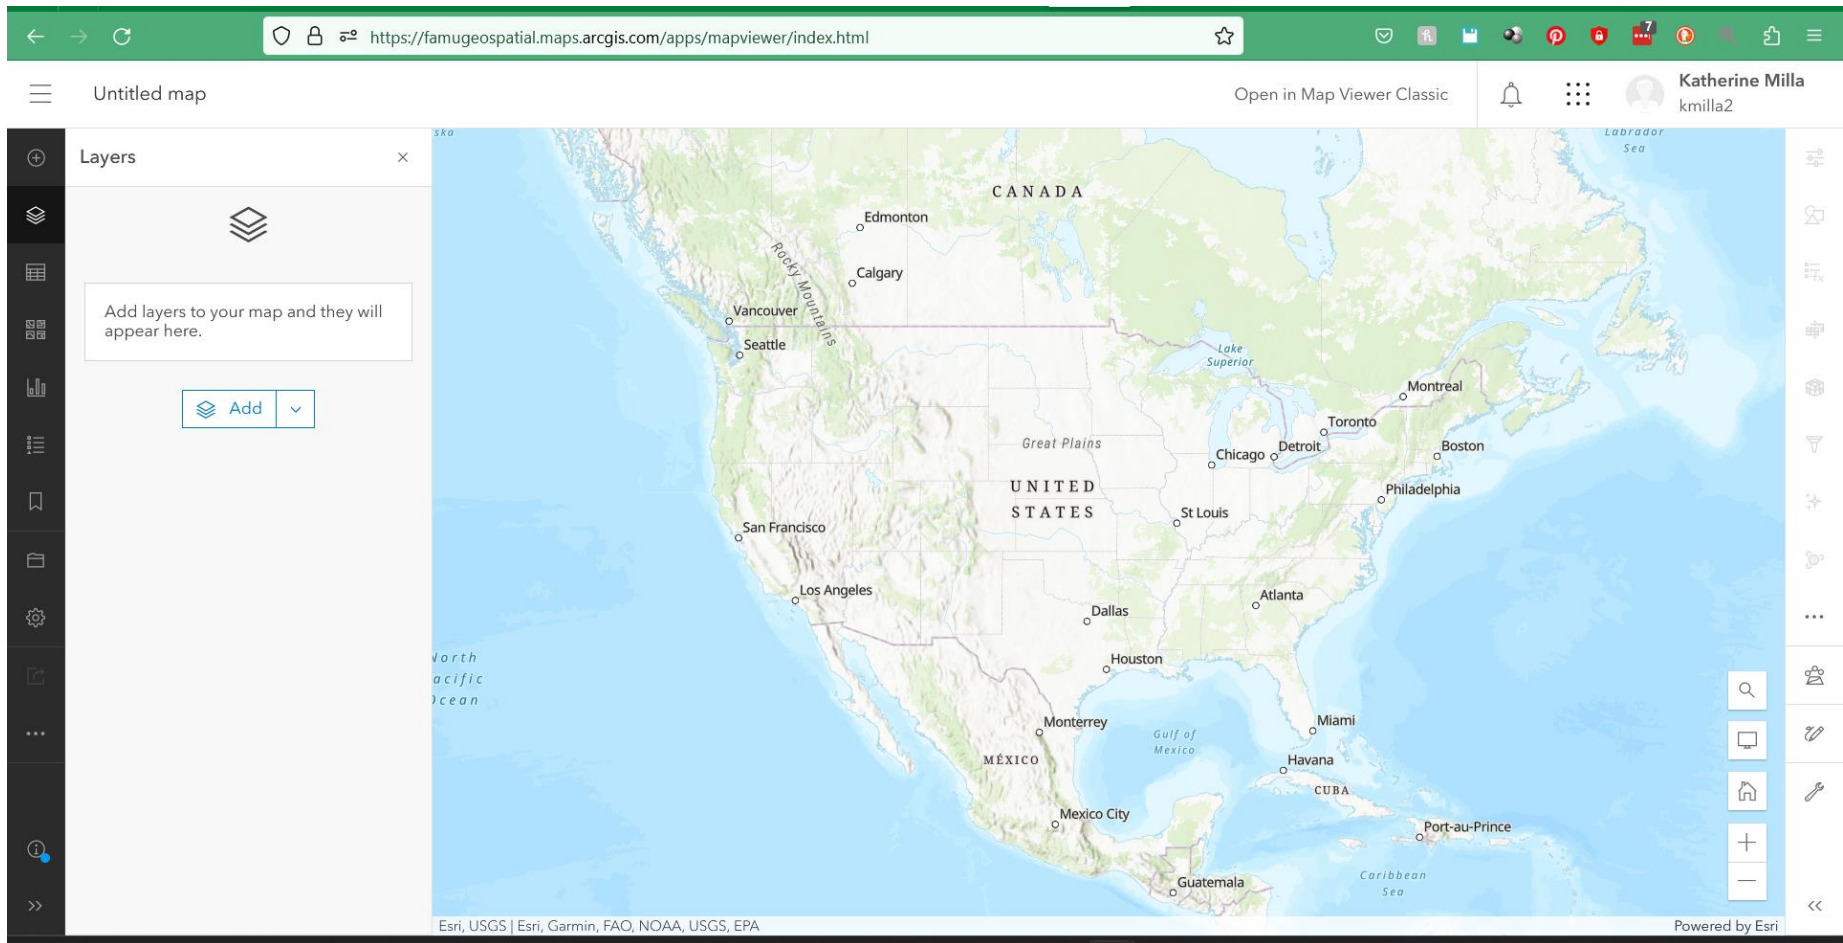 https://famugeospatial.maps.arcgis.com/apps/mapviewer/index.html
7
Untitled map
Open in Map Viewer Classic
Katherine Milla
kmilla2
Layers
Add layers to your map and they will
appear here.
Add
ska
Labrador
Sea
CANADA
Edmonton
Rocky Mountains
Calgary
Vancouver
Seattle
Lake
Superior
Montreal
Toronto
Great Plains
Detroit
Boston
Chicago
UNITED
STATES
Philadelphia
St Louis
San Francisco
Los Angeles
Atlanta
Dallas
North
acific
Ocean
Houston
Monterrey
Miami
Gulf of
Mexico
MÉXICO
Havana
CUBA
Mexico City
Port-au-Prince
Guatemala
Caribbean
Sea
Esri, USGS | Esri, Garmin, FAO, NOAA, USGS, EPA
Powered by Esri